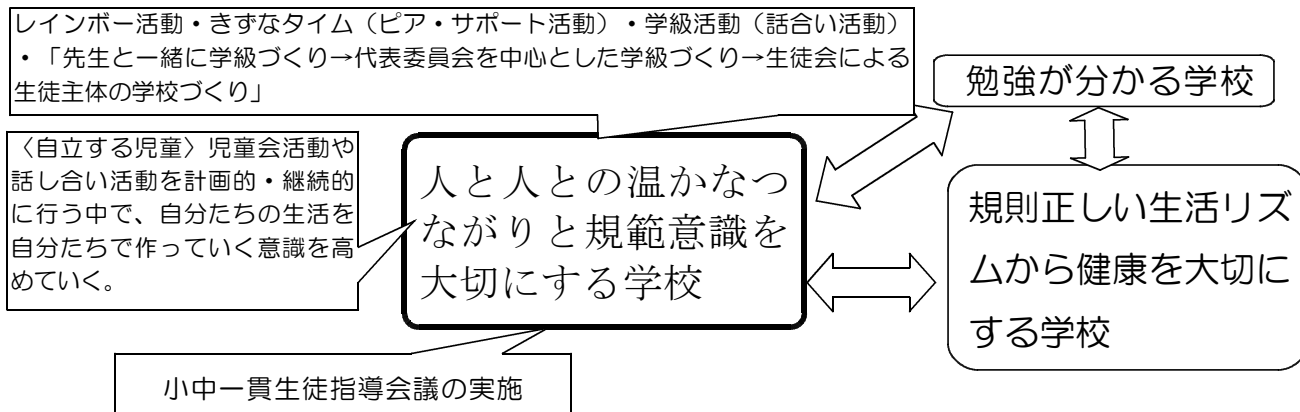 レインボー活動・きずなタイム（ピア・サポート活動）・学級活動（話合い活動）
・「先生と一緒に学級づくり→代表委員会を中心とした学級づくり→生徒会による
生徒主体の学校づくり」
勉強が分かる学校
〈自立する児童〉児童会活動や
話し合い活動を計画的・継続的
に行う中で、自分たちの生活を
自分たちで作っていく意識を高
めていく。
人と人との温かなつ
ながりと規範意識を
大切にする学校
規則正しい生活リズ
ムから健康を大切に
する学校
小中一貫生徒指導会議の実施